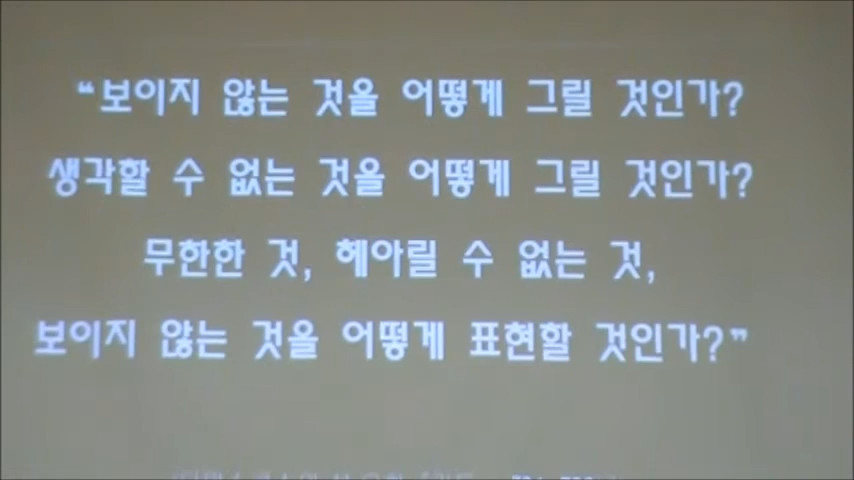 “보이지 않는 것을 어떻게 그릴 것인가?
생각할 수 없는 것을 어떻게 그릴 것인가?
무한한 것, 헤아릴 수 없는 것,
보이지 않는 것을 어떻게 표현할 것인가?”